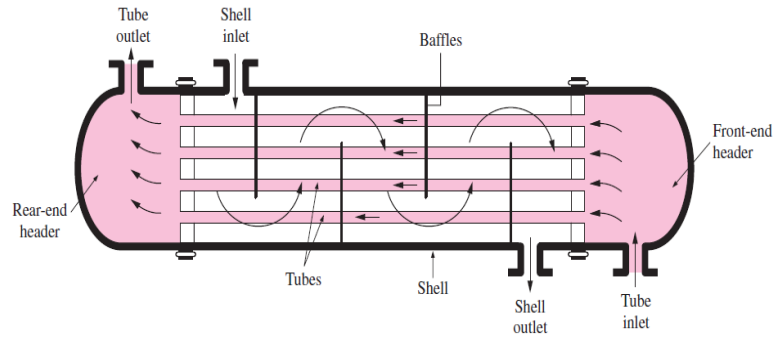 Tube
outlet
Shell
inlet
Baffles
Front-end
header
Rear-end
header
Tubes
Shell
Shell
outlet
Tube
inlet